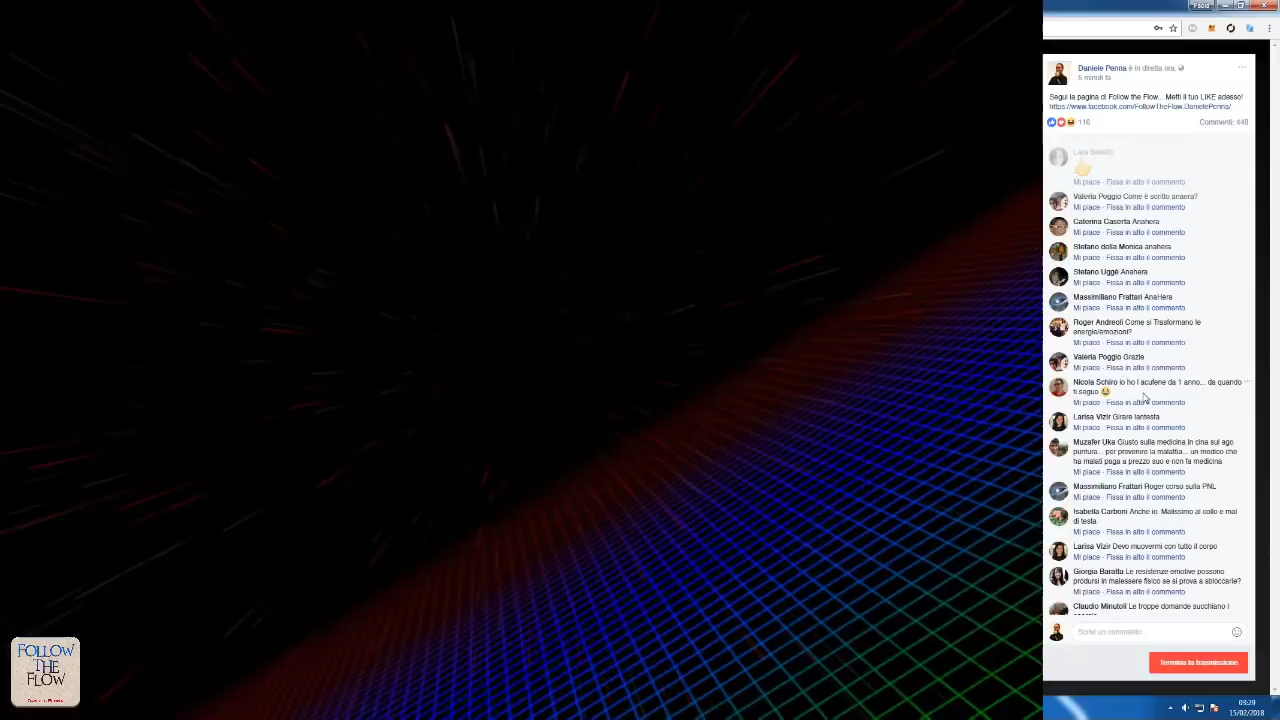 Paola
Daniele Penna è in diretta ora.
5 minuti fa
Segui la pagina di Follow the Flow... Metti il tuo LIKE adesso!
https://www.facebook.com/FollowTheFlow.DanielePenna/
116
Commenti: 448
Lara Bellotti
Mi piace · Fissa in alto il commento
Valeria Poggio Come è scritto anaera?
Mi piace · Fissa in alto il commento
Caterina Caserta Anahera
Mi piace · Fissa in alto il commento
Stefano della Monica anahera
Mi piace · Fissa in alto il commento
Stefano Uggè Anahera
Mi piace · Fissa in alto il commento
Massimiliano Frattari AnaHera
Mi piace · Fissa in alto il commento
Roger Andreoli Come si Trasformano le
energie/emozioni?
Mi piace · Fissa in alto il commento
Valeria Poggio Grazie
Mi piace · Fissa in alto il commento
Nicola Schiro io ho l acufene da 1 anno... da quando
ti seguo
Mi piace · Fissa in alto il commento
Larisa Vizir Girare lantesta
Mi piace · Fissa in alto il commento
Muzafer Uka Giusto sulla medicina in cina sul ago
puntura... per prevenire la malattia... un medico che
ha malati paga a prezzo suo e non fa medicina
Mi piace · Fissa in alto il commento
Massimiliano Frattari Roger corso sulla PNL
Mi piace · Fissa in alto il commento
Isabella Carboni Anche io. Malissimo al collo e mal
di testa
Mi piace · Fissa in alto il commento
Larisa Vizir Devo muovermi con tutto il corpo
Mi piace · Fissa in alto il commento
Giorgia Baratta Le resistenze emotive possono
prodursi in malessere fisico se si prova a sbloccarle?
Mi piace · Fissa in alto il commento
Claudio Minutoli Le troppe domande succhiano l
Scrivi un commento...
Termina la trasmissione
FOLLOW
THE
FLOW
03:29
15/02/2018